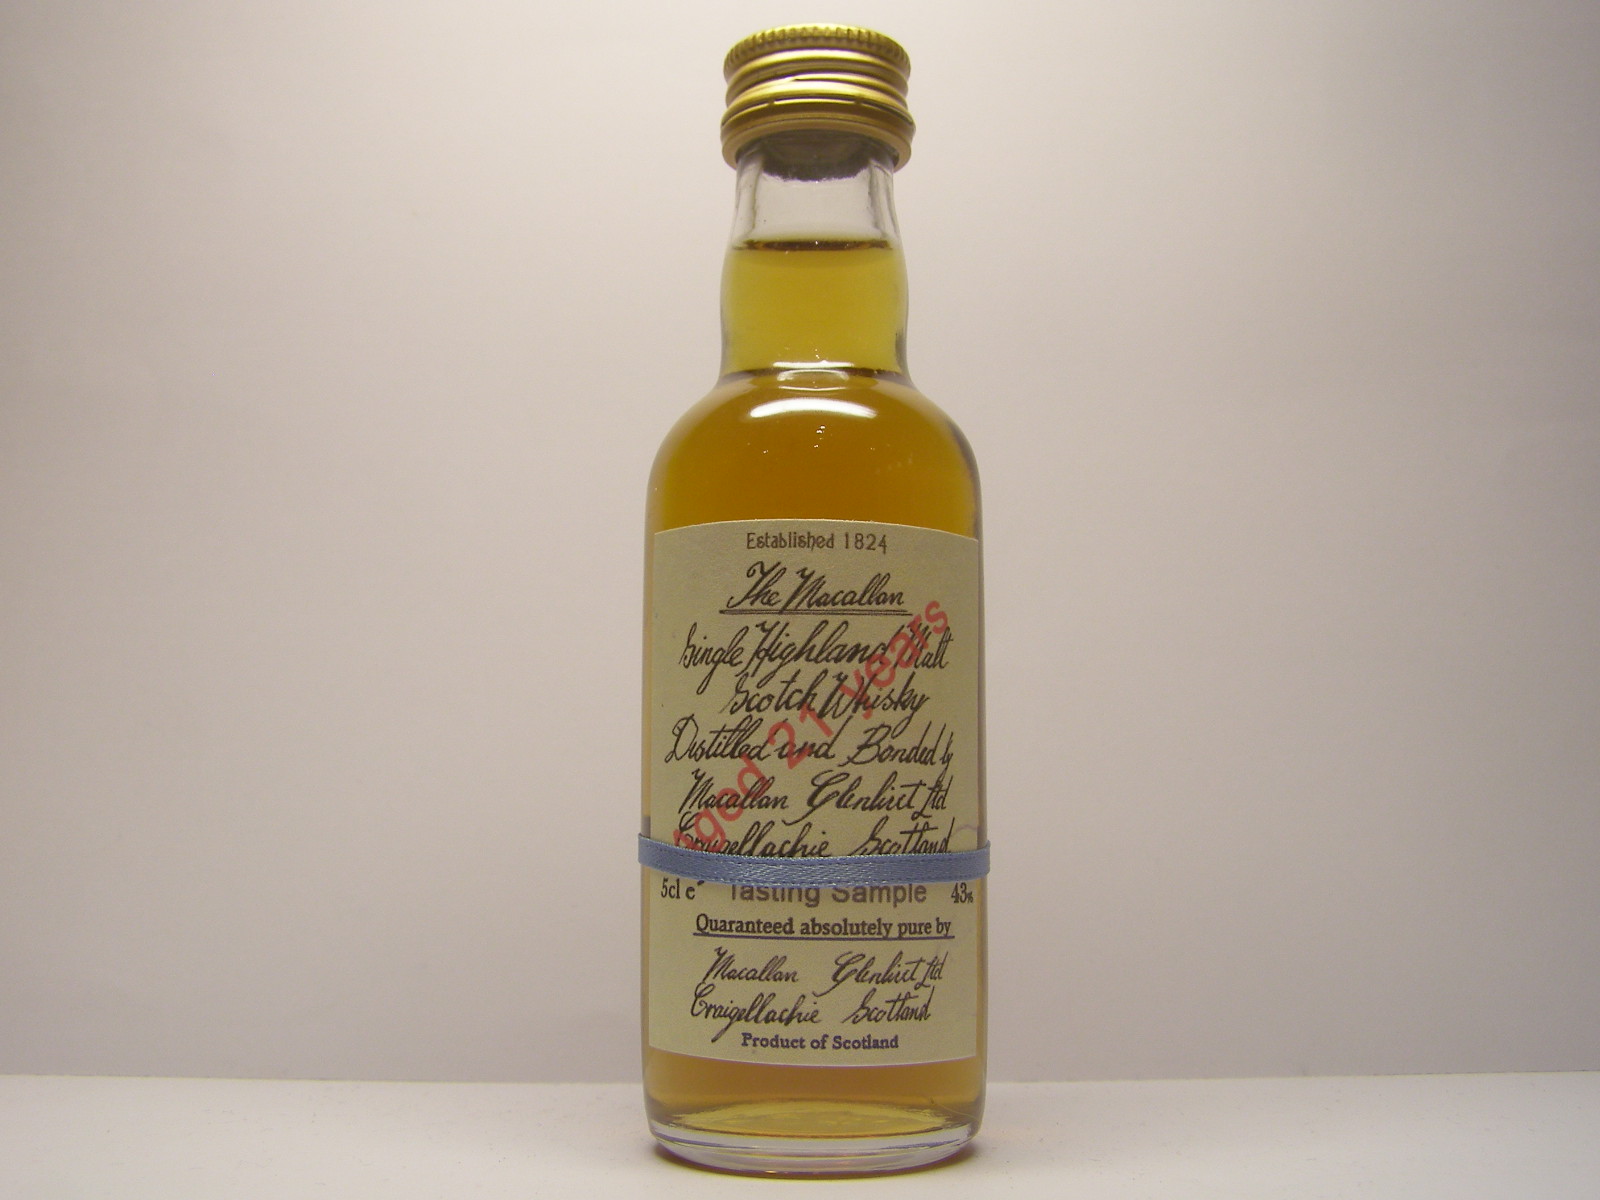 Established 1824
The Macallan
Single Highland Malt
Scotch Whisky
Distilled and Bonded by
Macallan Glenlivet Ltd
Craigellachie Scotland
Aged 21 years
5cl e Tasting Sample 43%
Quaranteed absolutely pure by
Macallan Glenlivet Ltd
Craigellachie Scotland
Product of Scotland